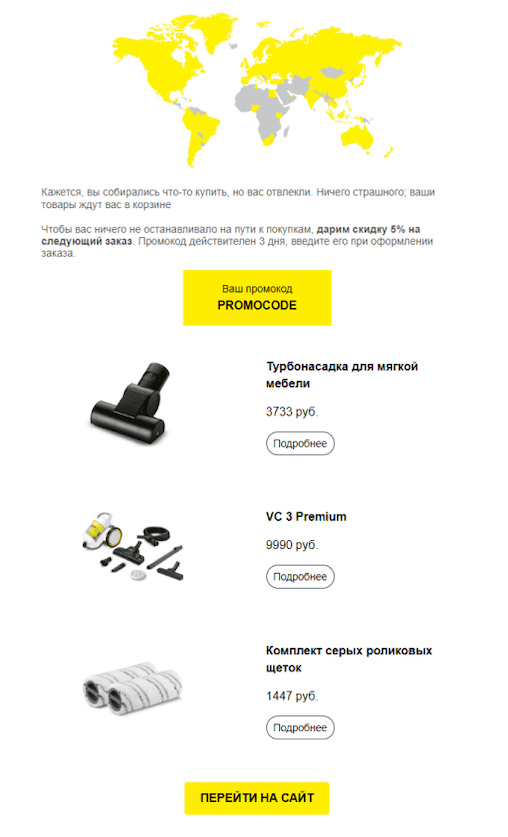 Кажется, вы собирались что-то купить, но вас отвлекли. Ничего страшного; ваши
товары ждут вас в корзине
Чтобы вас ничего не останавливало на пути к покупкам, дарим скидку 5% на
следующий заказ. Промокод действителен 3 дня, введите его при оформлении
заказа.
Ваш промокод
PROMOCODE
Турбонасадка для мягкой
мебели
3733 руб.
Подробнее
VC 3 Premium
9990 руб.
Подробнее
Комплект серых роликовых
щеток
1447 руб.
Подробнее
ПЕРЕЙТИ НА САЙТ